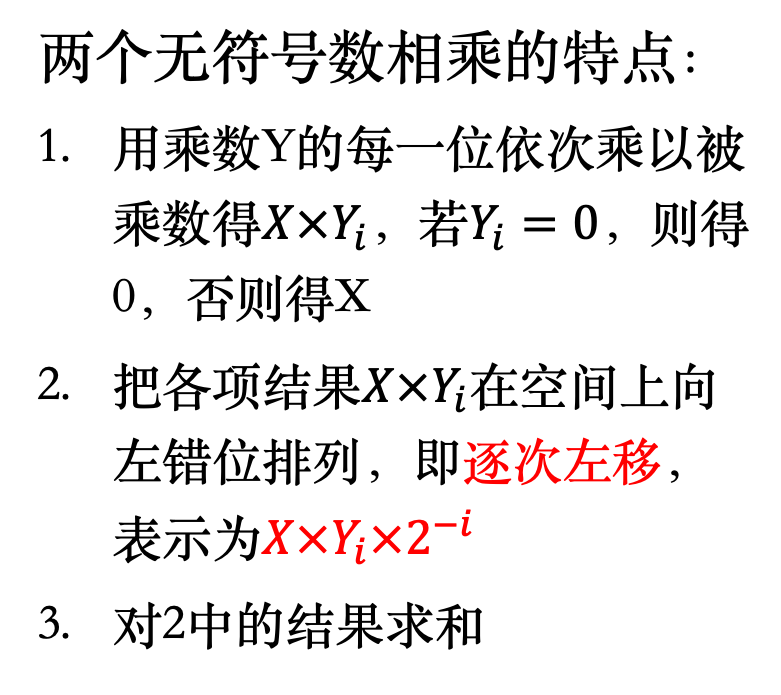 两个无符号数相乘的特点：
1. 用乘数Y的每一位依次乘以被
乘数得X×Yᵢ，若Yᵢ = 0，则得
0，否则得X
2. 把各项结果X×Yᵢ在空间上向
左错位排列，即逐次左移，
表示为X×Yᵢ×2⁻ⁱ
3. 对2中的结果求和